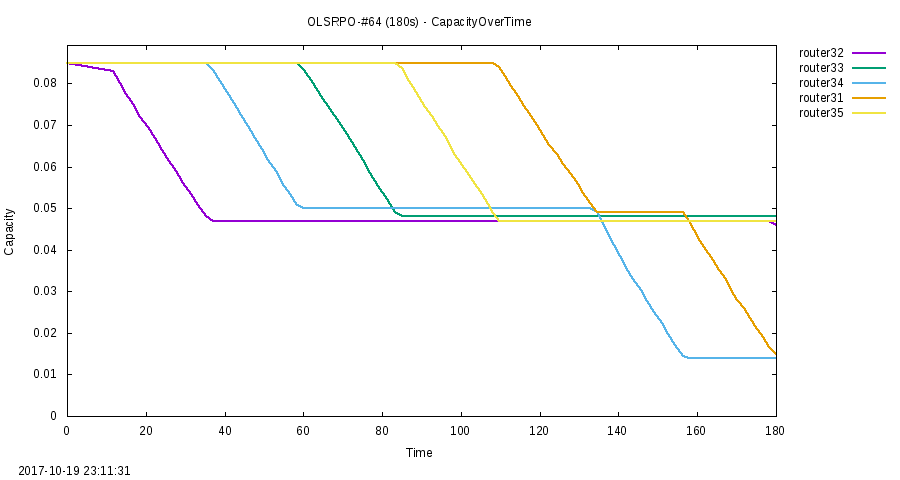 OLSRPO-#64 (180s) - CapacityOverTime
router32
router33
router34
router31
router35
0.08
0.07
0.06
0.05
0.04
0.03
0.02
0.01
0
Capacity
0 20 40 60 80 100 120 140 160 180
Time
2017-10-19 23:11:31